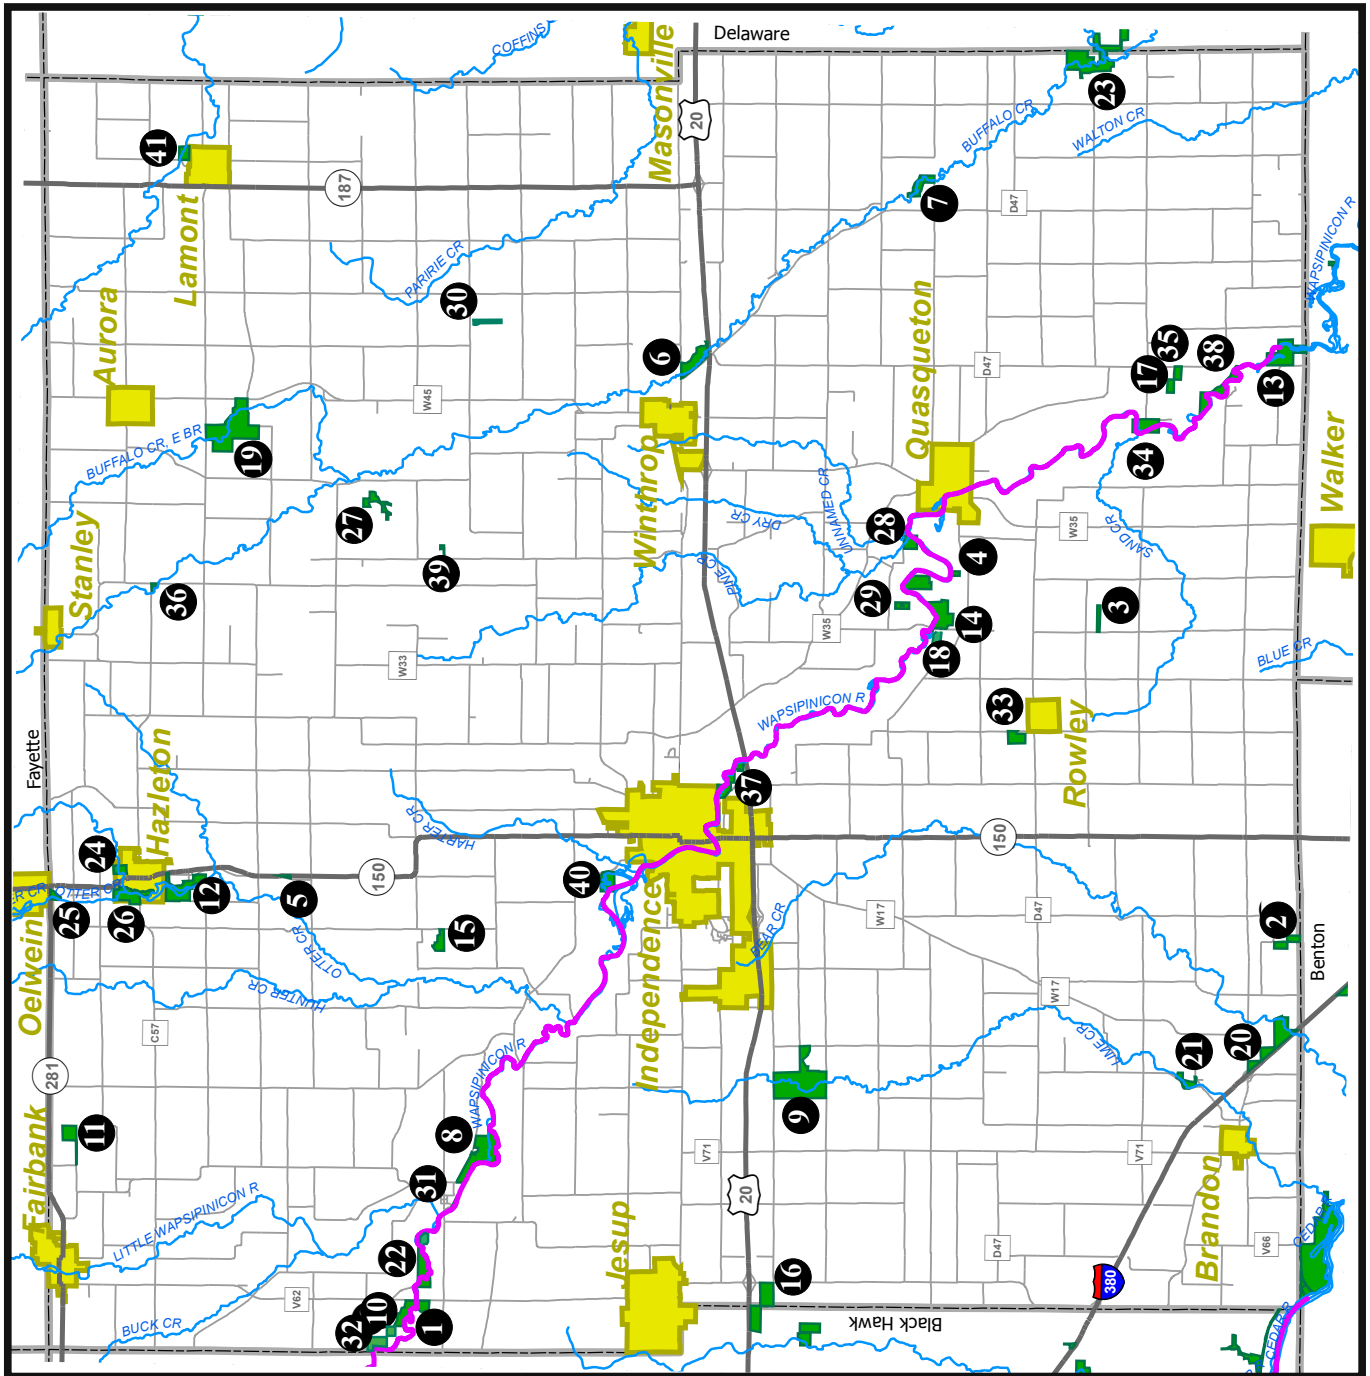 Delaware
COFFINS
Masonville
20
23
BUFFALO CR
WALTON CR
41
Lamont
187
7
D47
WAPSIPINICON R
PARIRIE CR
30
Aurora
6
Quasqueton
D47
35
17
38
13
W45
BUFFALO CR, E BR
19
Winthrop
34
Walker
27
DRY CR
UNNAMED CR
28
W35
SAND CR
Stanley
36
39
PINE CR
29
4
3
14
W35
18
W33
BLUE CR
WAPSIPINICON R
33
Rowley
Fayette
Hazleton
37
HARTER CR
150
24
150
40
OTTER CR
ER CR
12
5
25
26
15
Independence
W17
D47
2
BEAR CR
Oelwein
OTTER CR
HUNTER CR
Benton
W17
C57
LIME CR
21
20
281
WAPSIPINICON R
9
Fairbank
11
8
V71
V71
31
Brandon
LITTLE WAPSIPINICON R
20
Jesup
22
D47
V66
CEDAR R
16
380
V62
10
32
1
BUCK CR
Black Hawk
CEDAR R